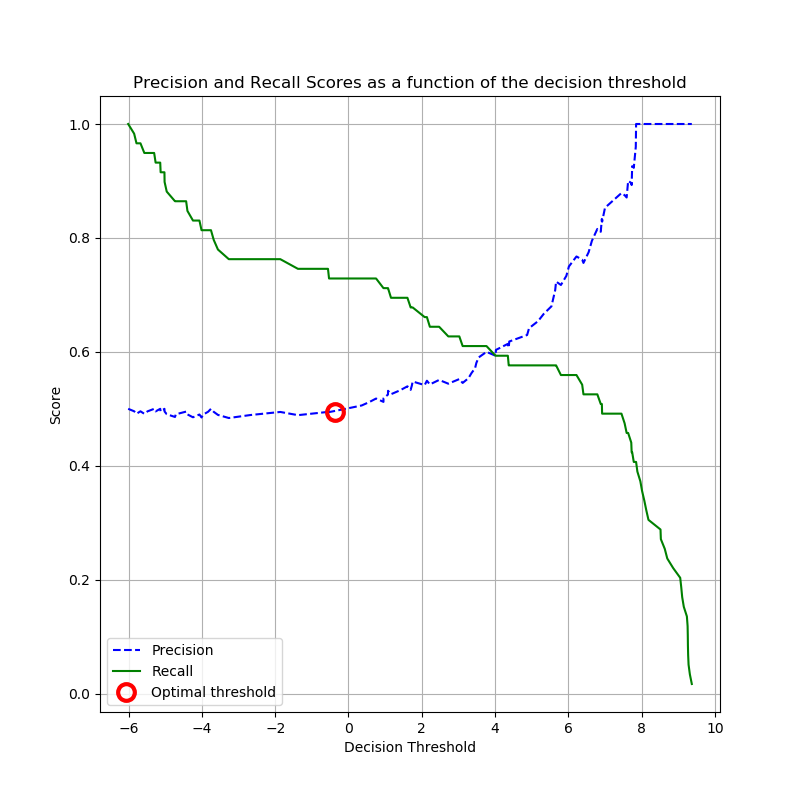 Precision and Recall Scores as a function of the decision threshold
1.0
0.8
0.6
0.4
0.2
0.0
Score
Precision
Recall
Optimal threshold
−6 −4 −2 0 2 4 6 8 10
Decision Threshold